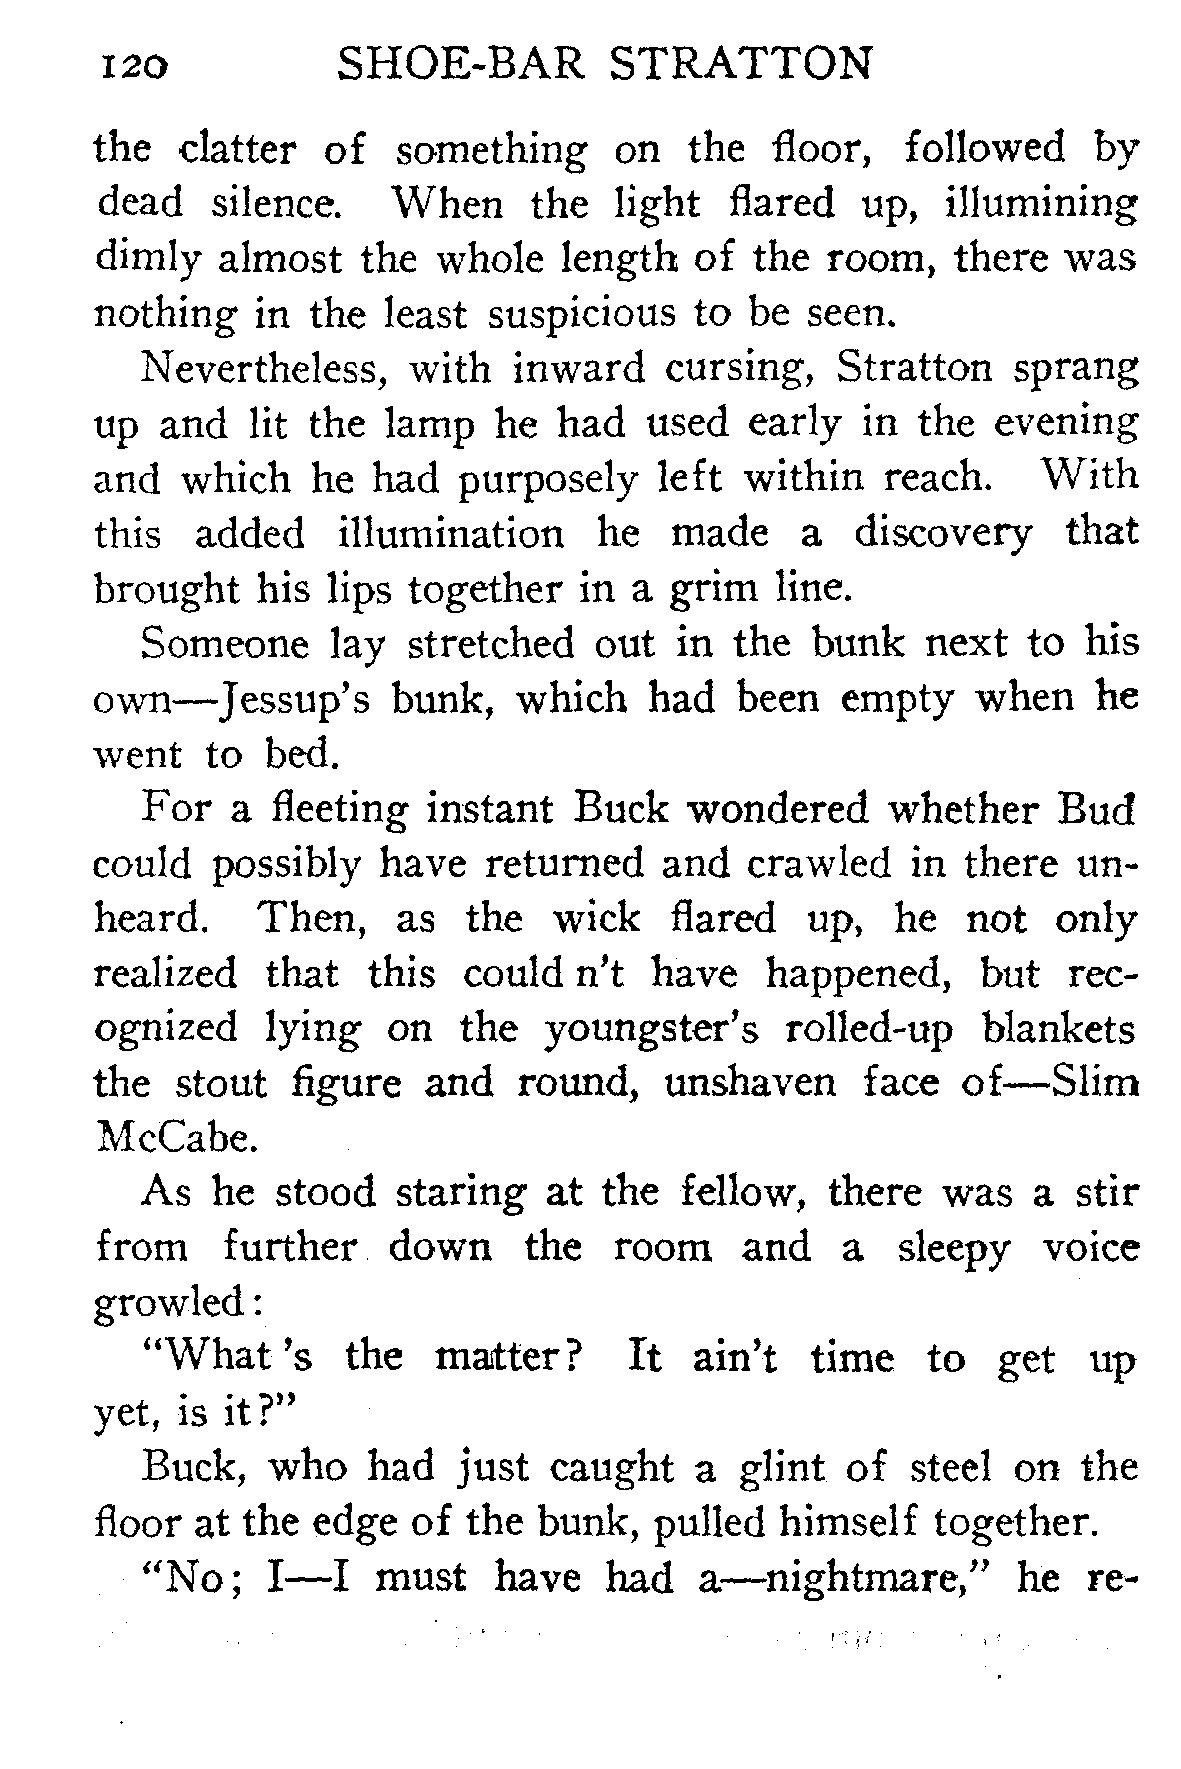 120 SHOE-BAR STRATTON
the clatter of something on the floor, followed by
dead silence. When the light flared up, illumining
dimly almost the whole length of the room, there was
nothing in the least suspicious to be seen.
Nevertheless, with inward cursing, Stratton sprang
up and lit the lamp he had used early in the evening
and which he had purposely left within reach. With
this added illumination he made a discovery that
brought his lips together in a grim line.
Someone lay stretched out in the bunk next to his
own—Jessup's bunk, which had been empty when he
went to bed.
For a fleeting instant Buck wondered whether Bud
could possibly have returned and crawled in there un-
heard. Then, as the wick flared up, he not only
realized that this could n't have happened, but rec-
ognized lying on the youngster's rolled-up blankets
the stout figure and round, unshaven face of—Slim
McCabe.
As he stood staring at the fellow, there was a stir
from further down the room and a sleepy voice
growled:
"What 's the matter? It ain't time to get up
yet, is it?"
Buck, who had just caught a glint of steel on the
floor at the edge of the bunk, pulled himself together.
"No; I—I must have had a—nightmare," he re-